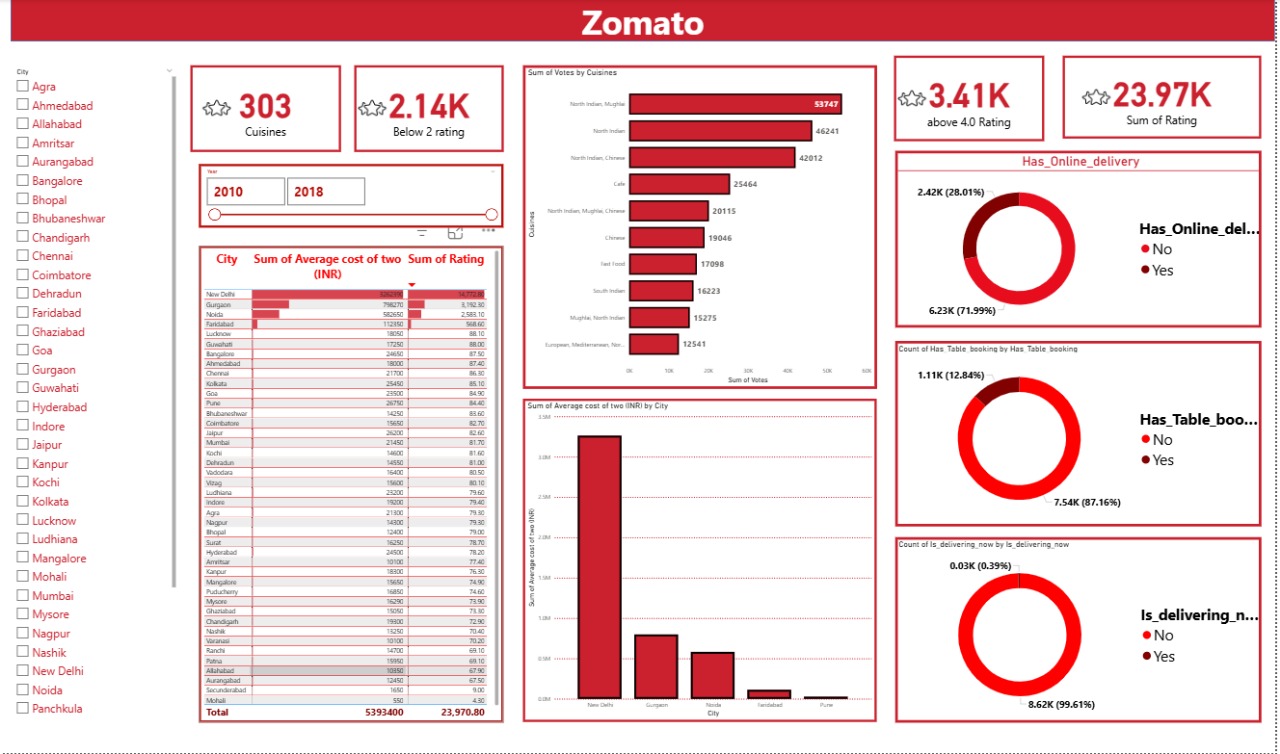 Zomato
City
Agra
Ahmedabad
Allahabad
Amritsar
Aurangabad
Bangalore
Bhopal
Bhubaneshwar
Chandigarh
Chennai
Coimbatore
Dehradun
Faridabad
Ghaziabad
Goa
Gurgaon
Guwahati
Hyderabad
Indore
Jaipur
Kanpur
Kochi
Kolkata
Lucknow
Ludhiana
Mangalore
Mohali
Mumbai
Mysore
Nagpur
Nashik
New Delhi
Noida
Panchkula
303
Cuisines
2.14K
Below 2 rating
Year
2010 2018
City Sum of Average cost of two (INR) Sum of Rating
New Delhi
Gurgaon 798270 3,192.30
Noida 582650 2,583.10
Faridabad 112350 568.60
Lucknow 18050 88.10
Guwahati 17250 88.00
Bangalore 24650 87.50
Ahmedabad 18000 87.40
Chennai 21700 86.30
Kolkata 25450 85.10
Goa 23500 84.90
Pune 26750 84.40
Bhubaneshwar 14250 83.60
Coimbatore 15650 82.70
Jaipur 26200 82.60
Mumbai 21450 81.70
Kochi 14600 81.60
Dehradun 14550 81.00
Vadodara 16400 80.50
Vizag 15600 80.10
Ludhiana 23200 79.60
Indore 19200 79.40
Agra 21300 79.30
Nagpur 14300 79.30
Bhopal 12400 79.00
Surat 16250 78.70
Hyderabad 24500 78.20
Amritsar 10100 77.40
Kanpur 18300 76.30
Mangalore 15650 74.90
Puducherry 16850 74.60
Mysore 16290 73.90
Ghaziabad 15050 73.30
Chandigarh 19300 72.90
Nashik 13250 70.40
Varanasi 10100 70.20
Ranchi 14700 69.10
Patna 15950 69.10
Allahabad 10350 67.90
Aurangabad 12450 67.50
Secunderabad 1650 9.00
Mohali 550 4.30
Total 5393400 23,970.80
Sum of Votes by Cuisines
Cuisines
North Indian, Mughlai 53747
North Indian 46241
North Indian, Chinese 42012
Cafe 25464
North Indian, Mughlai, Chinese 20115
Chinese 19046
Fast Food 17098
South Indian 16223
Mughlai, North Indian 15275
European, Mediterranean, Nor... 12541
0K 10K 20K 30K 40K 50K 60K
Sum of Votes
Sum of Average cost of two (INR) by City
Sum of Average cost of two (INR)
3.5M
3.0M
2.5M
2.0M
1.5M
1.0M
0.5M
0.0M
New Delhi Gurgaon Noida Faridabad Pune
City
3.41K
above 4.0 Rating
23.97K
Sum of Rating
Has_Online_delivery
2.42K (28.01%)
6.23K (71.99%)
Has_Online_del...
No
Yes
Count of Has_Table_booking by Has_Table_booking
1.11K (12.84%)
7.54K (87.16%)
Has_Table_boo...
No
Yes
Count of Is_delivering_now by Is_delivering_now
0.03K (0.39%)
8.62K (99.61%)
Is_delivering_n...
No
Yes